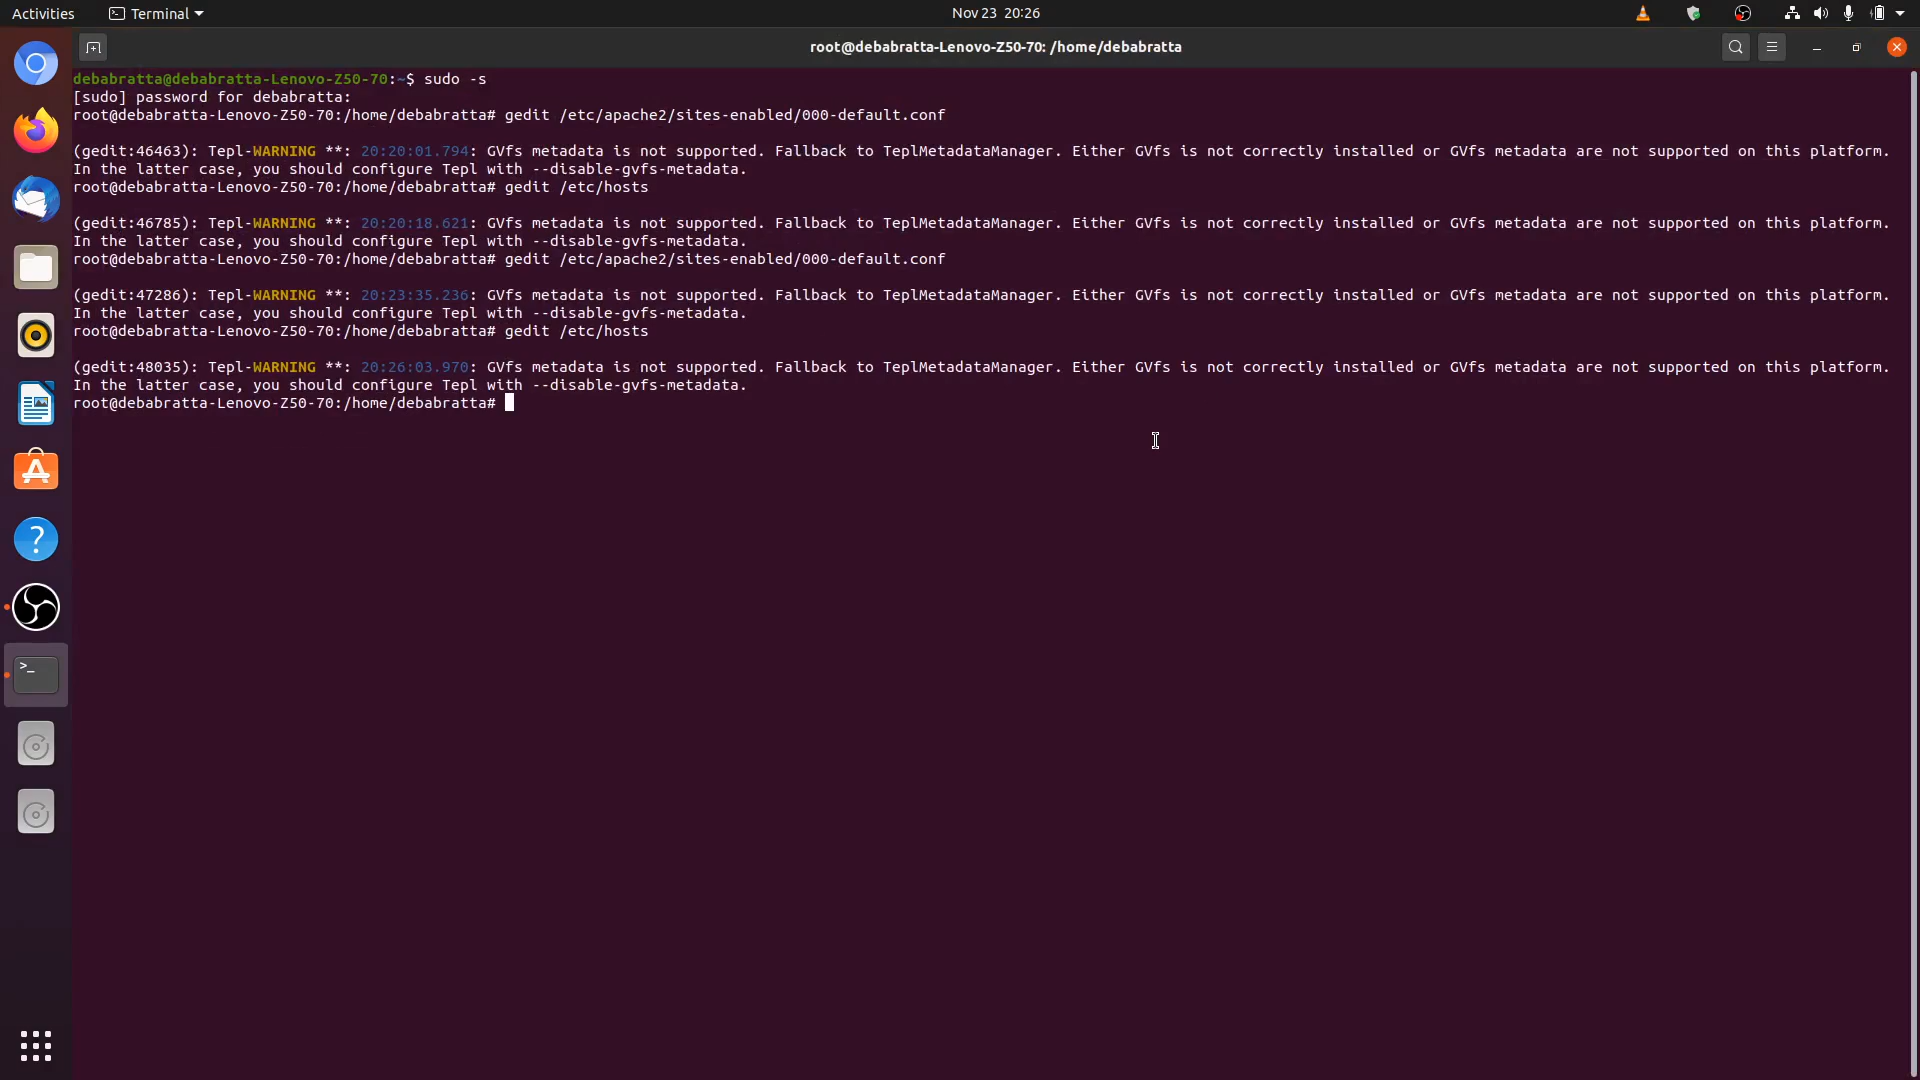 Activities
Terminal
Nov 23 20:26
root@debabratta-Lenovo-Z50-70: /home/debabratta
debabratta@debabratta-Lenovo-Z50-70:~$ sudo -s
[sudo] password for debabratta:
root@debabratta-Lenovo-Z50-70:/home/debabratta# gedit /etc/apache2/sites-enabled/000-default.conf
(gedit:46463): Tepl-WARNING **: 20:20:01.794: GVfs metadata is not supported. Fallback to TeplMetadataManager. Either GVfs is not correctly installed or GVfs metadata are not supported on this platform.
In the latter case, you should configure Tepl with --disable-gvfs-metadata.
root@debabratta-Lenovo-Z50-70:/home/debabratta# gedit /etc/hosts
(gedit:46785): Tepl-WARNING **: 20:20:18.621: GVfs metadata is not supported. Fallback to TeplMetadataManager. Either GVfs is not correctly installed or GVfs metadata are not supported on this platform.
In the latter case, you should configure Tepl with --disable-gvfs-metadata.
root@debabratta-Lenovo-Z50-70:/home/debabratta# gedit /etc/apache2/sites-enabled/000-default.conf
(gedit:47286): Tepl-WARNING **: 20:23:35.236: GVfs metadata is not supported. Fallback to TeplMetadataManager. Either GVfs is not correctly installed or GVfs metadata are not supported on this platform.
In the latter case, you should configure Tepl with --disable-gvfs-metadata.
root@debabratta-Lenovo-Z50-70:/home/debabratta# gedit /etc/hosts
(gedit:48035): Tepl-WARNING **: 20:26:03.970: GVfs metadata is not supported. Fallback to TeplMetadataManager. Either GVfs is not correctly installed or GVfs metadata are not supported on this platform.
In the latter case, you should configure Tepl with --disable-gvfs-metadata.
root@debabratta-Lenovo-Z50-70:/home/debabratta#